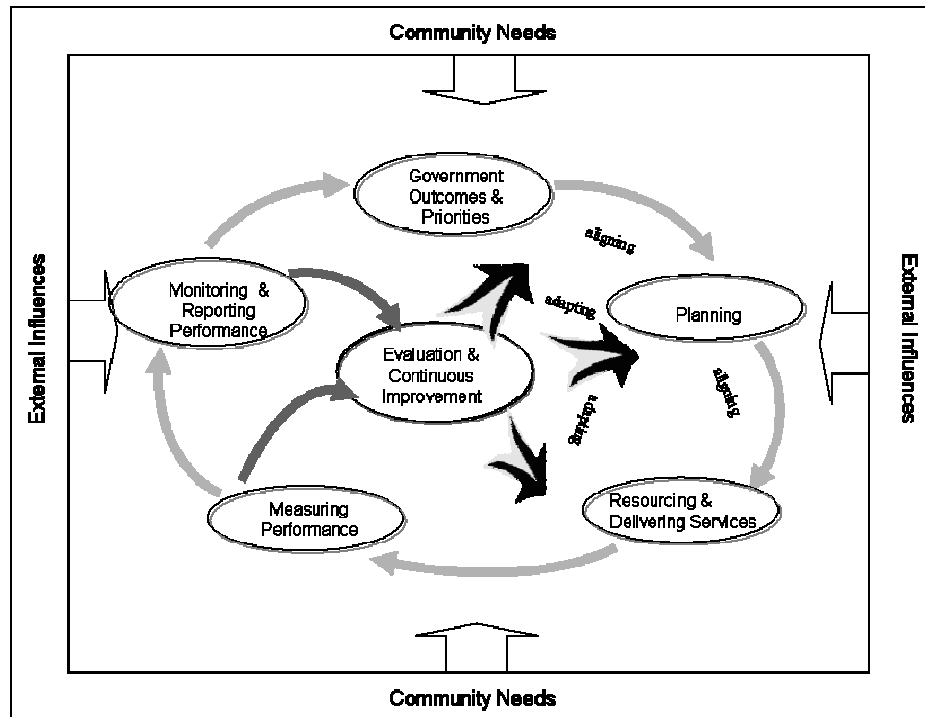 Community Needs
Government
Outcomes &
Priorities
aligning
External Influences
Monitoring &
Reporting
Performance
adapting
Planning
External Influences
Evaluation &
Continuous
Improvement
aligning
adapting
Measuring
Performance
Resourcing &
Delivering Services
Community Needs